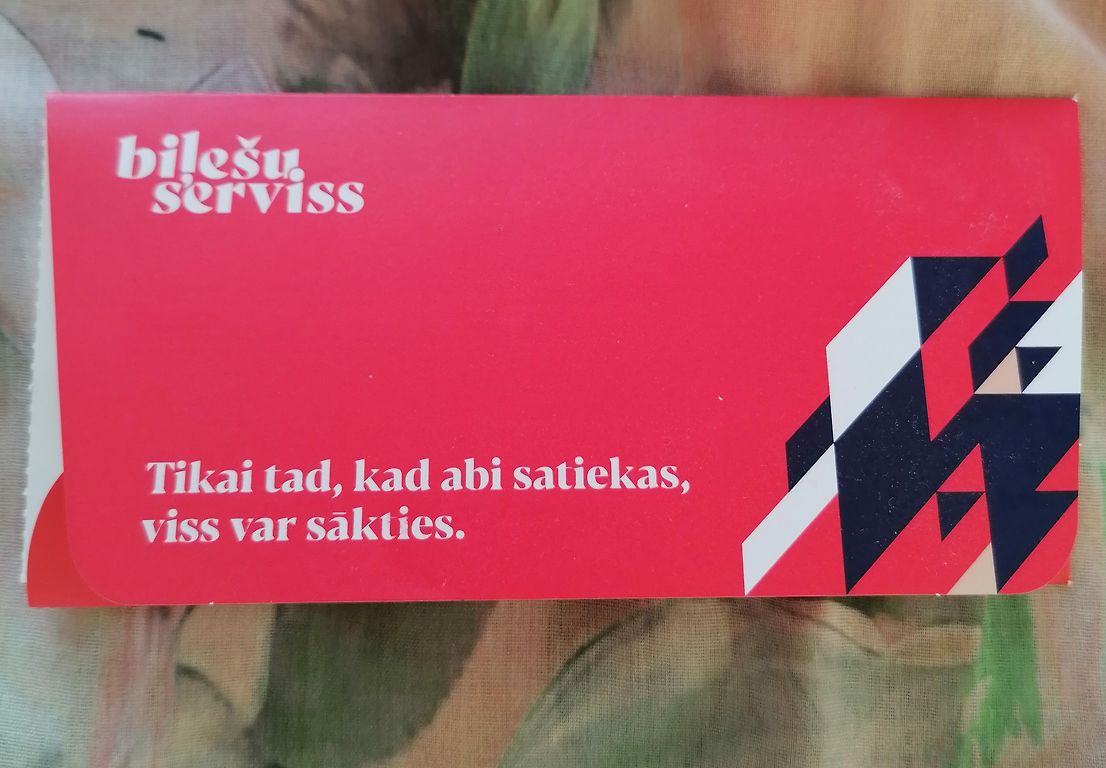 biļešu
serviss
Tikai tad, kad abi satiekas,
viss var sākties.